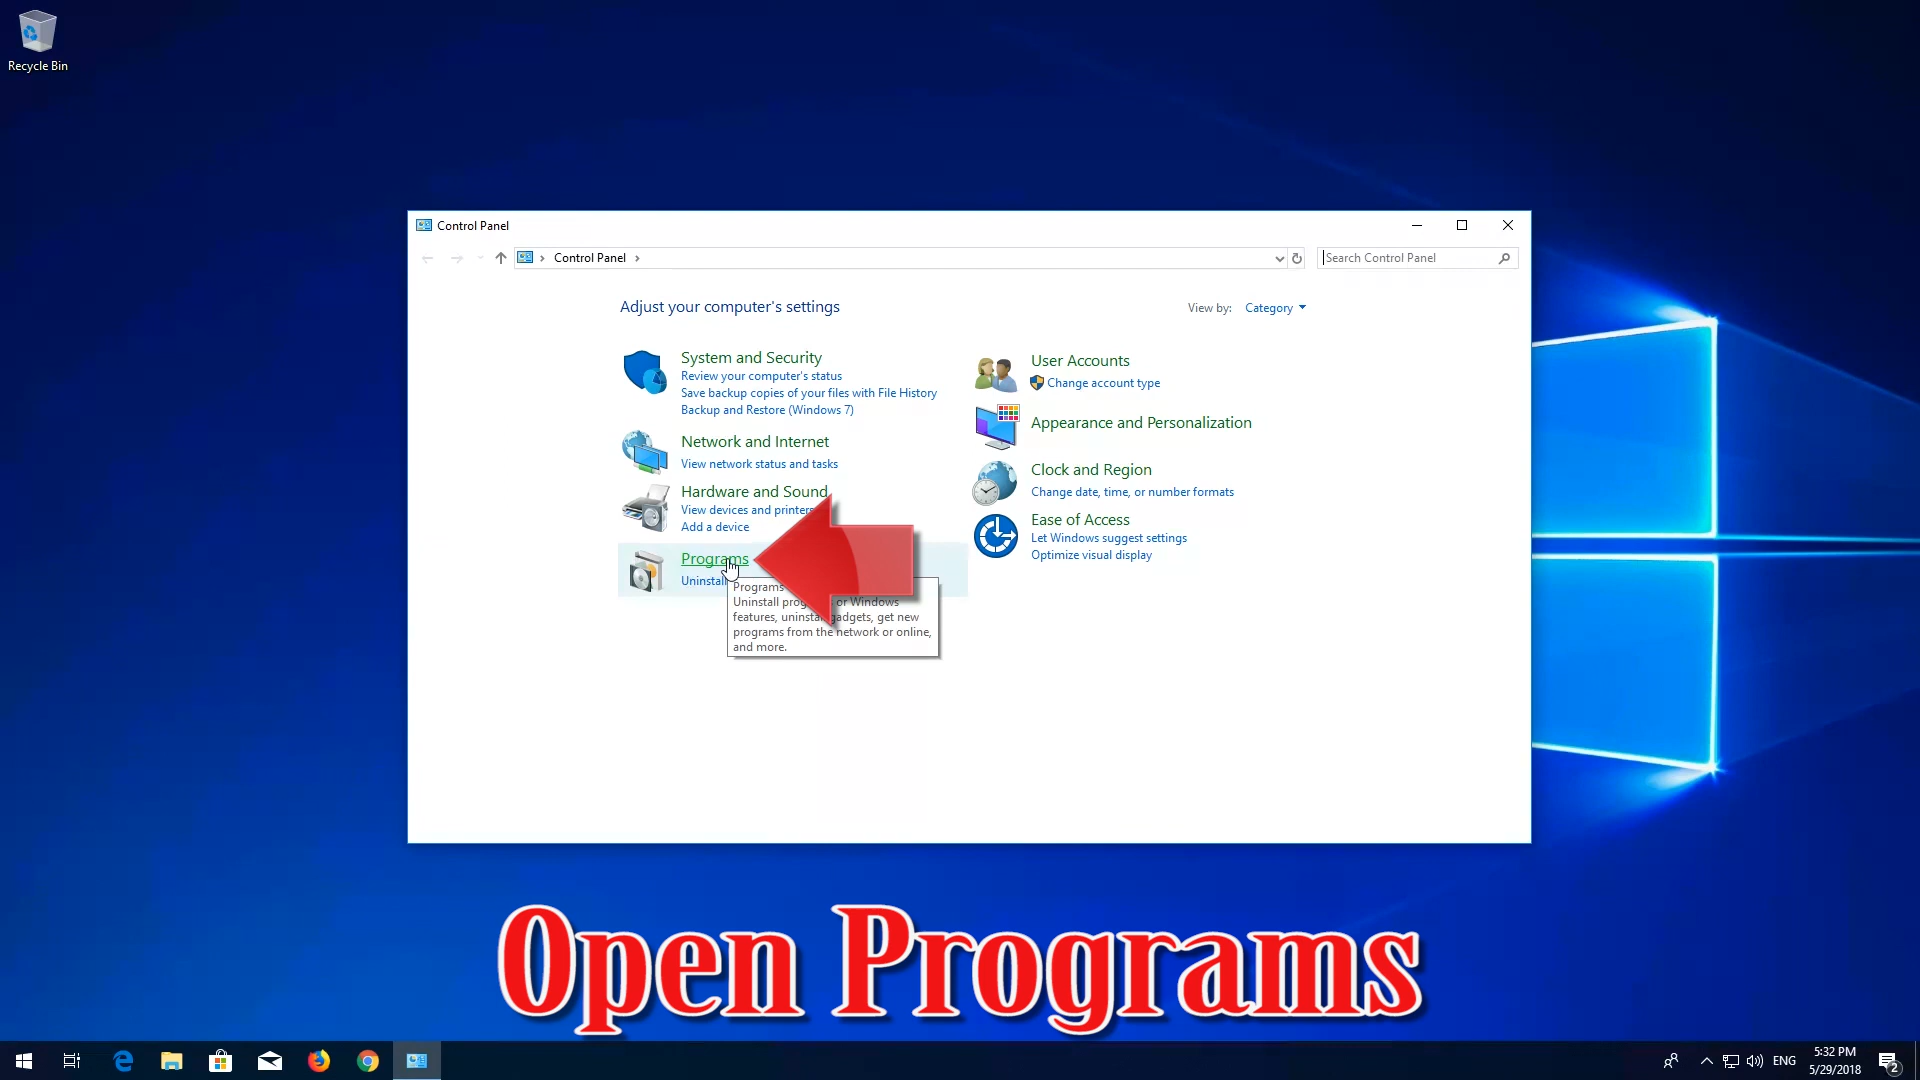 Recycle Bin
Control Panel
Control Panel
Search Control Panel
Adjust your computer's settings
View by: Category
System and Security
Review your computer's status
Save backup copies of your files with File History
Backup and Restore (Windows 7)
Network and Internet
View network status and tasks
Hardware and Sound
View devices and printers
Add a device
Programs
Uninstall
Programs
Uninstall or Windows
features, uninstall gadgets, get new
programs from the network or online,
and more.
User Accounts
Change account type
Appearance and Personalization
Clock and Region
Change date, time, or number formats
Ease of Access
Let Windows suggest settings
Optimize visual display
Open Programs
ENG
5:32 PM
5/29/2018
2